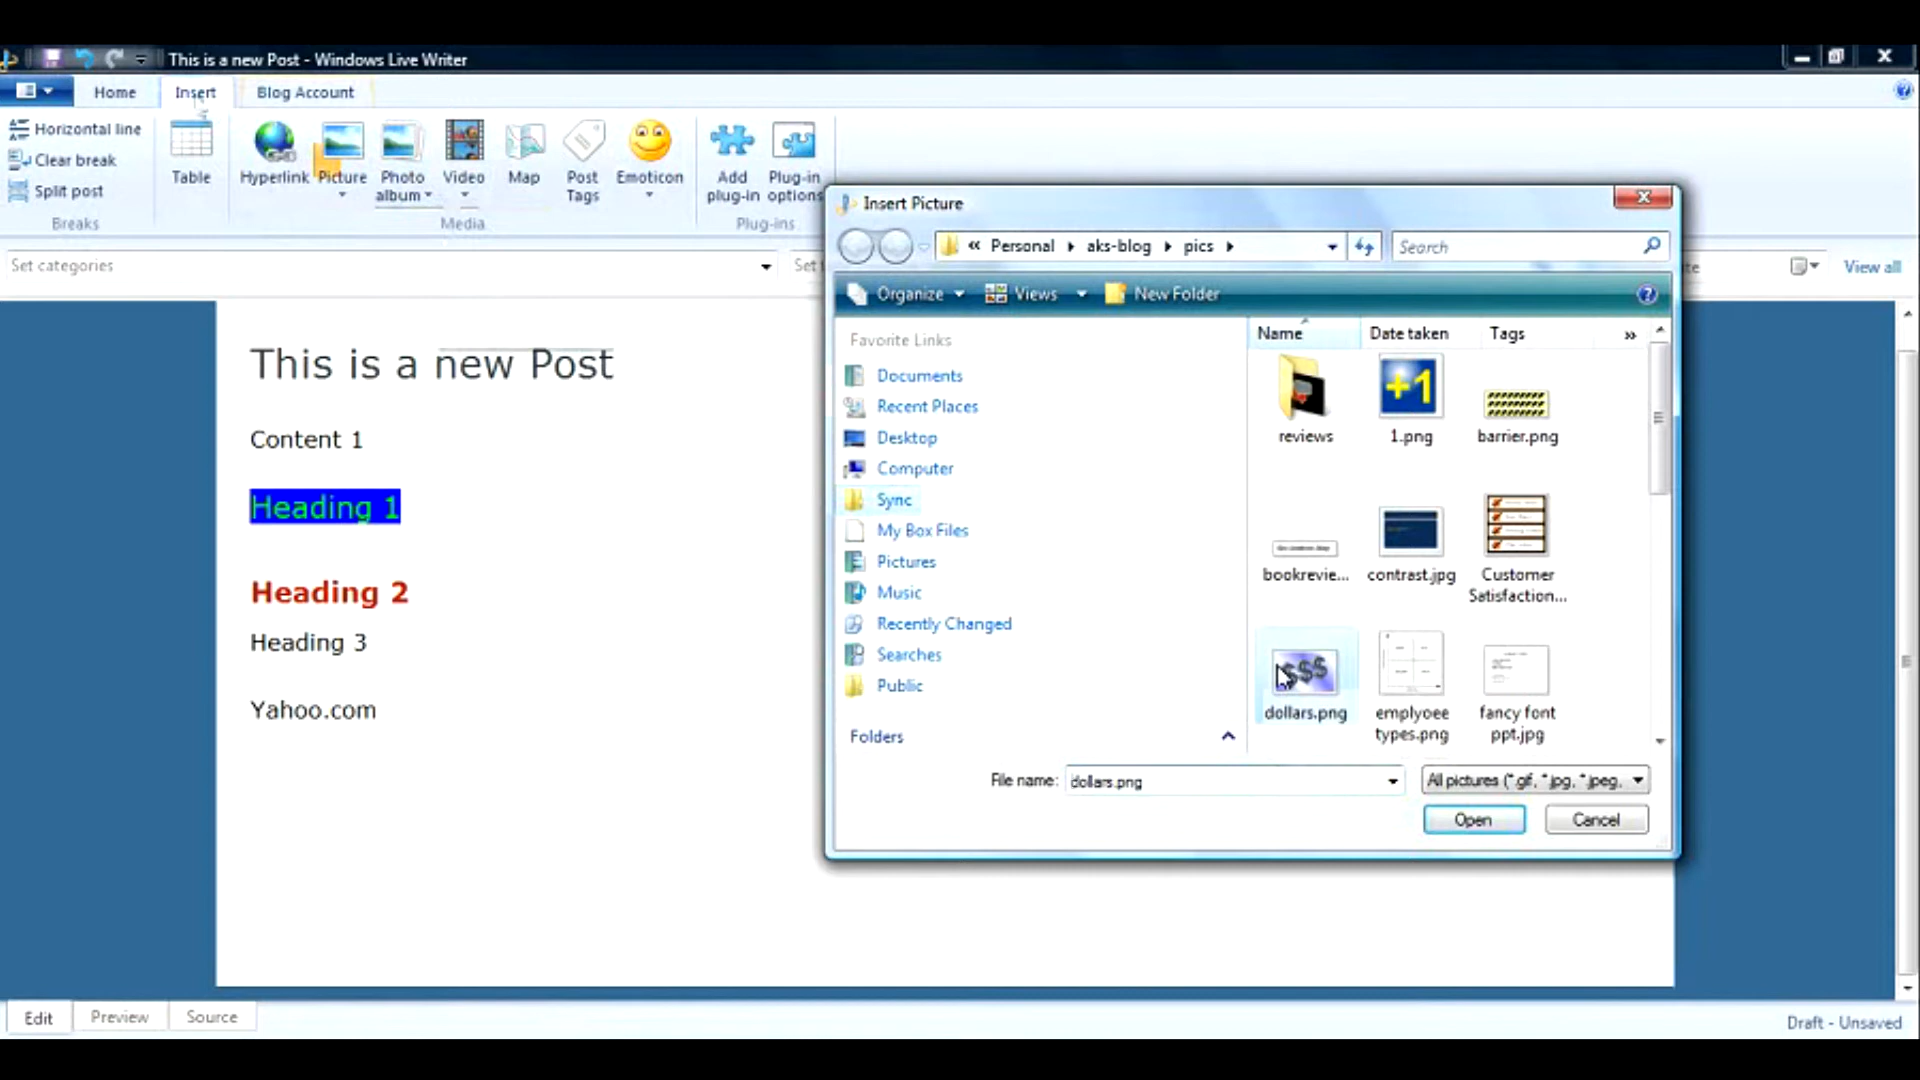 This is a new Post - Windows Live Writer
Home
Insert
Blog Account
Horizontal line
Clear break
Split post
Breaks
Table
Hyperlink
Picture
Photo album
Video
Map
Post Tags
Emoticon
Media
Add plug-in
Plug-in options
Plug-ins
Set categories
Set
View all
This is a new Post
Content 1
Heading 1
Heading 2
Heading 3
Yahoo.com
Insert Picture
« Personal aks-blog pics
Search
Organize
Views
New Folder
Favorite Links
Documents
Recent Places
Desktop
Computer
Sync
My Box Files
Pictures
Music
Recently Changed
Searches
Public
Folders
Name
Date taken
Tags
»
reviews
+1
1.png
barrier.png
bookrevie...
contrast.jpg
Customer
Satisfaction...
$$$
dollars.png
emplyoee
types.png
fancy font
ppt.jpg
File name:
dollars.png
All pictures (*.gif, *.jpg, *.jpeg,
Open
Cancel
Edit
Preview
Source
Draft - Unsaved